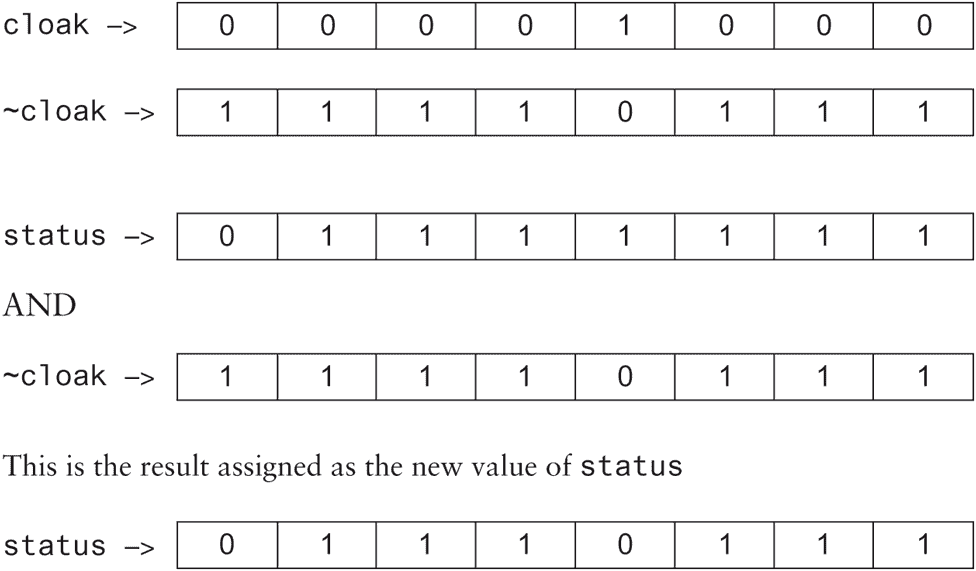 cloak –> 0 0 0 0 1 0 0 0
~cloak –> 1 1 1 1 0 1 1 1
status –> 0 1 1 1 1 1 1 1
AND
~cloak –> 1 1 1 1 0 1 1 1
This is the result assigned as the new value of status
status –> 0 1 1 1 0 1 1 1